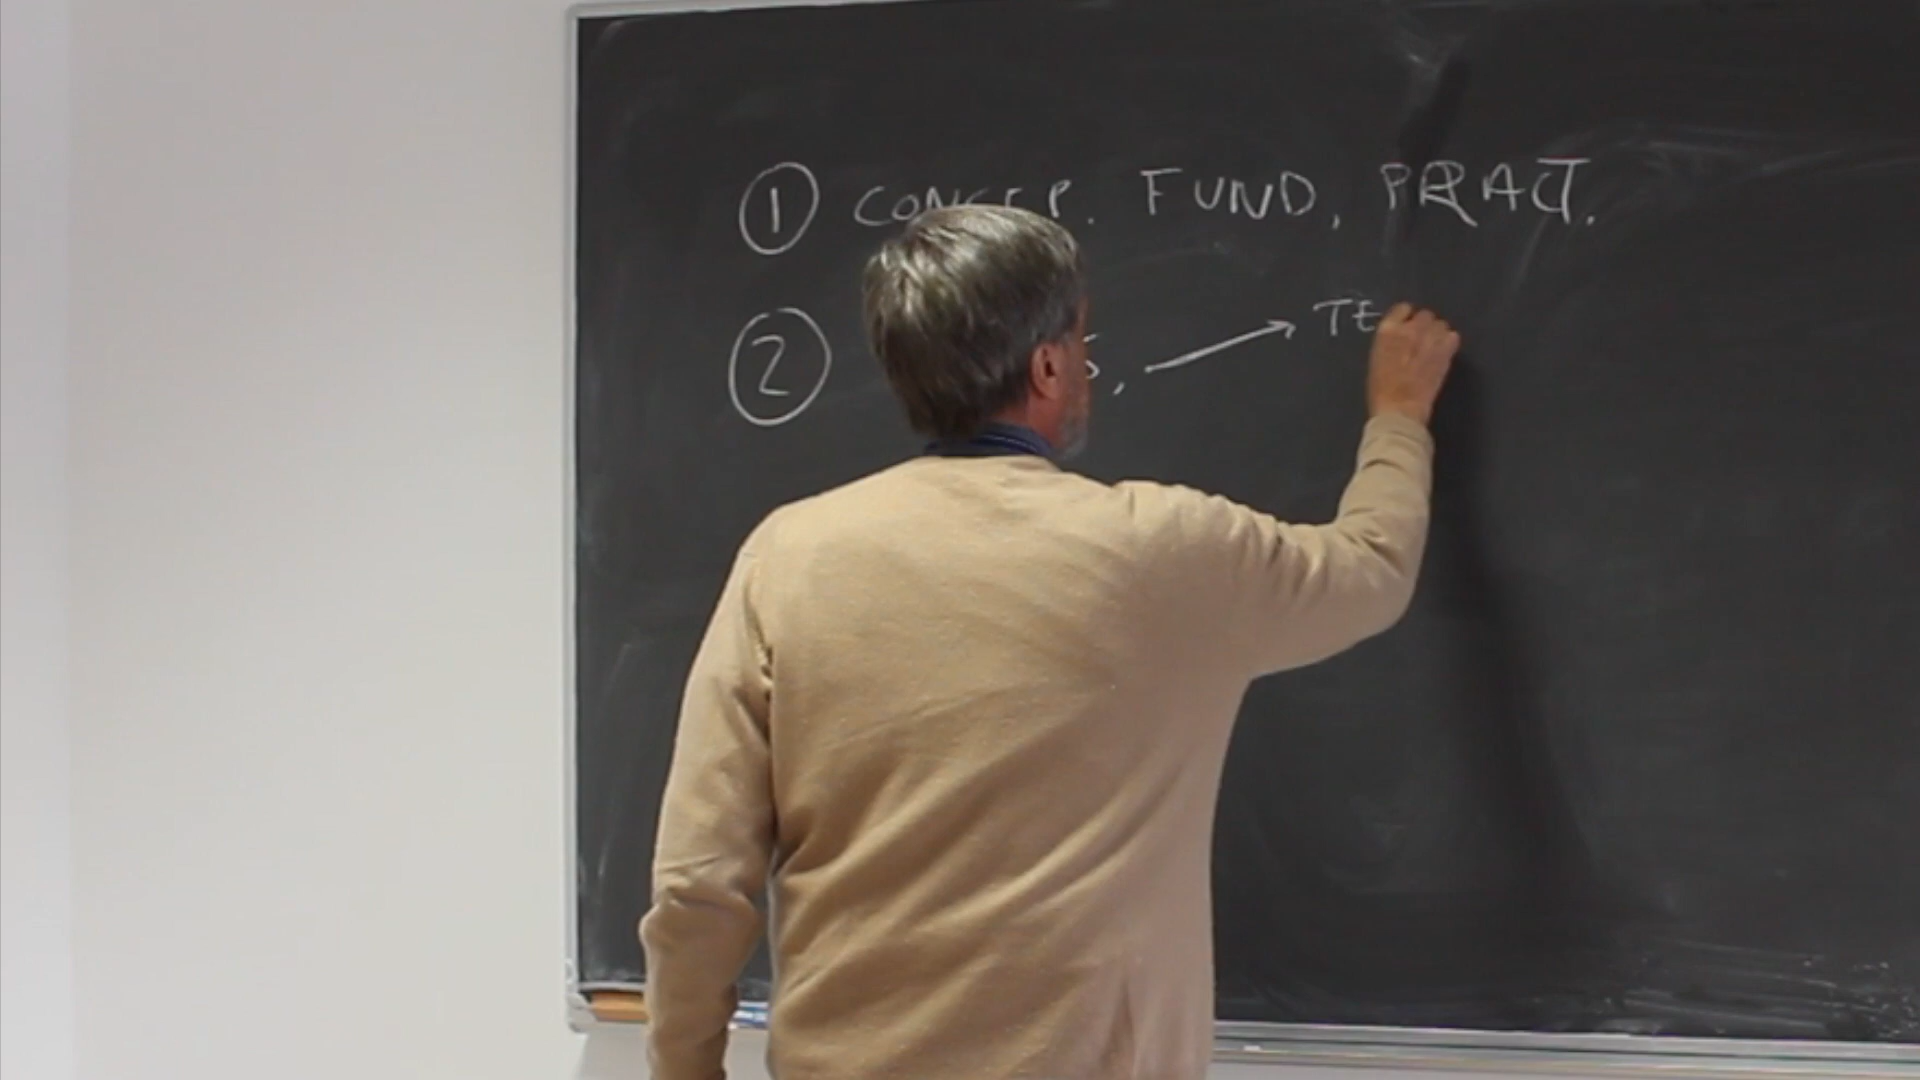 ① CONCEP. FUND, PRACT.
② → TE